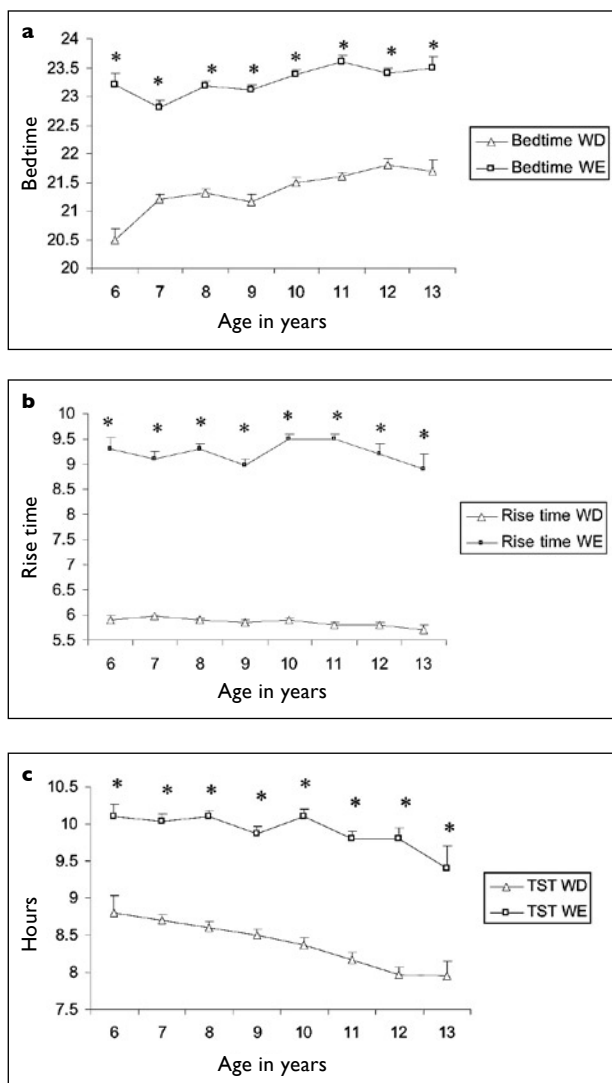 a
24
23.5
23
22.5
22
21.5
21
20.5
20
Bedtime
* * * * * * * *
6 7 8 9 10 11 12 13
Age in years
Bedtime WD
Bedtime WE
b
10
9.5
9
8.5
8
7.5
7
6.5
6
5.5
Rise time
* * * * * * * *
6 7 8 9 10 11 12 13
Age in years
Rise time WD
Rise time WE
c
10.5
10
9.5
9
8.5
8
7.5
Hours
* * * * * * * *
6 7 8 9 10 11 12 13
Age in years
TST WD
TST WE